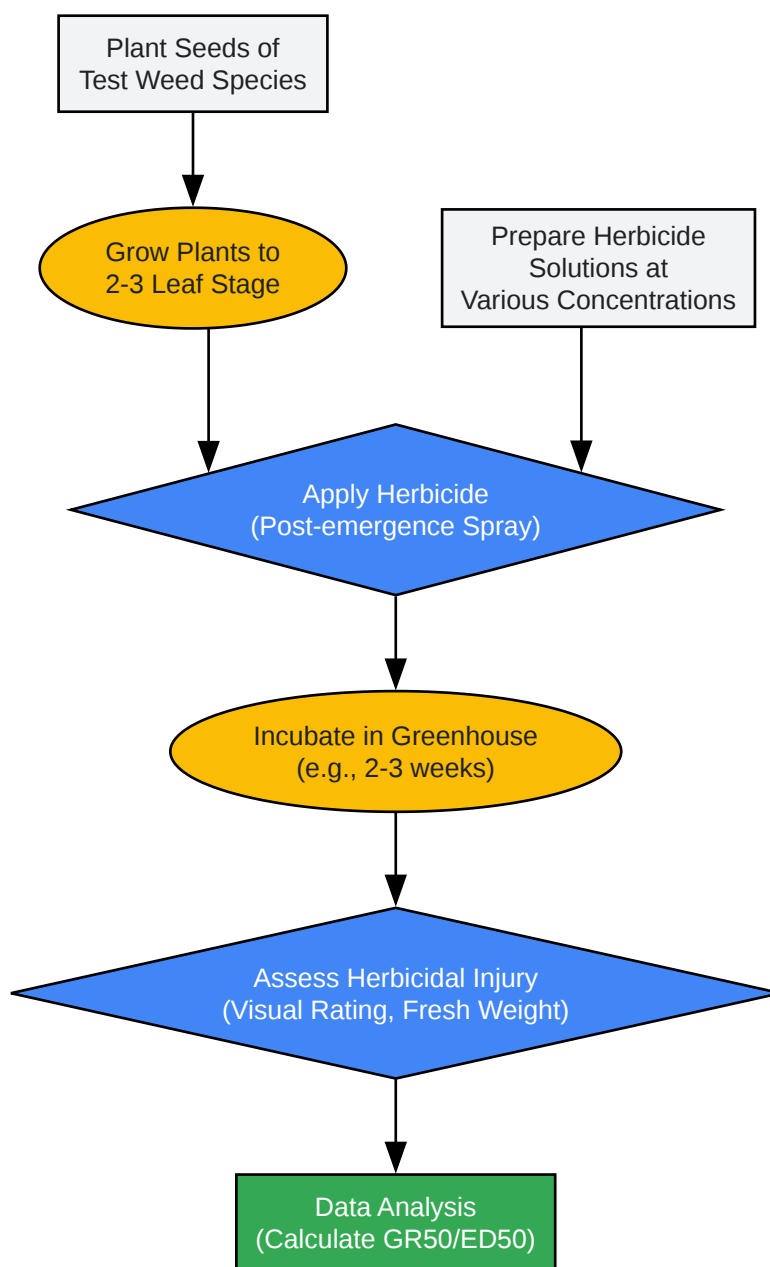 Plant Seeds of
Test Weed Species
Grow Plants to
2-3 Leaf Stage
Prepare Herbicide
Solutions at
Various Concentrations
Apply Herbicide
(Post-emergence Spray)
Incubate in Greenhouse
(e.g., 2-3 weeks)
Assess Herbicidal Injury
(Visual Rating, Fresh Weight)
Data Analysis
(Calculate GR50/ED50)